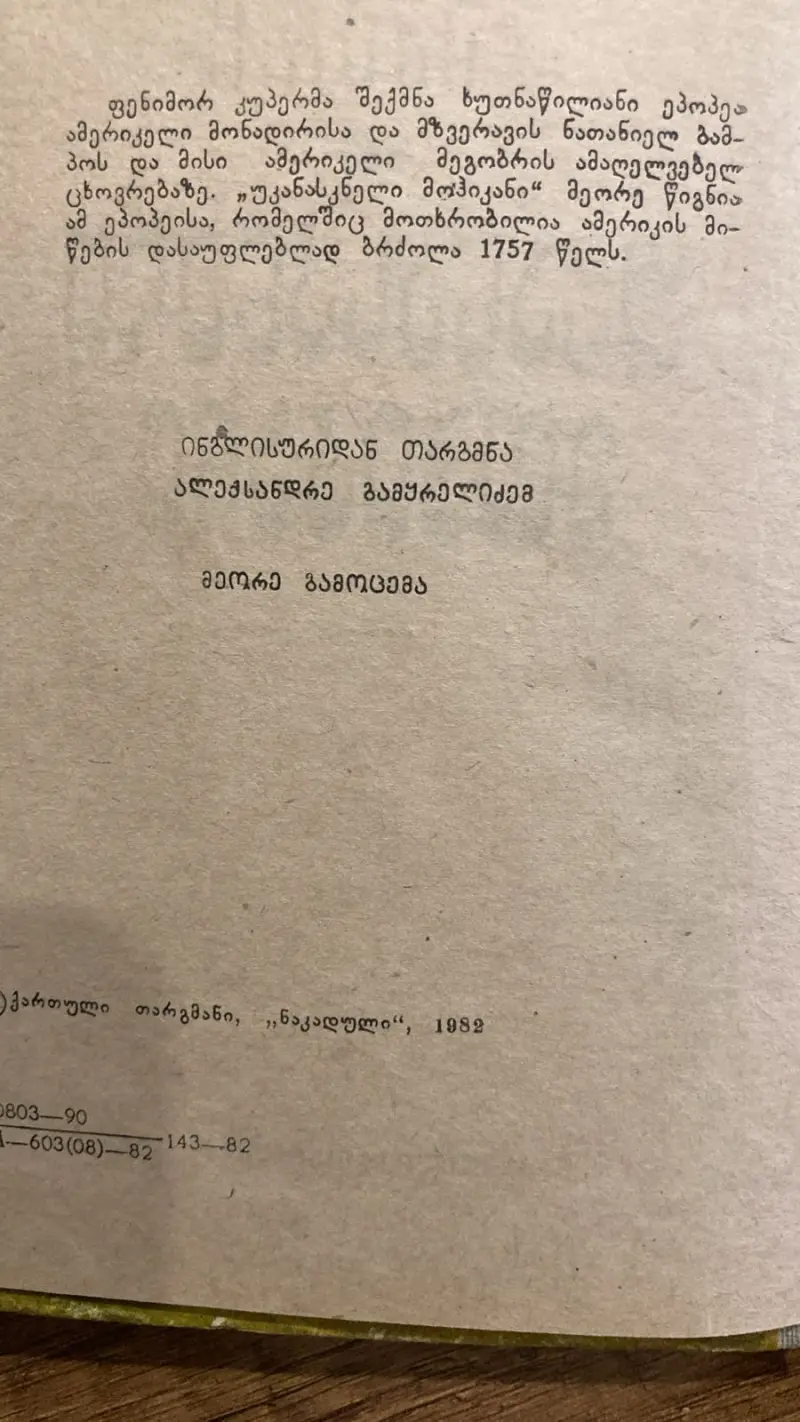 ფენიმორ კუპერმა შექმნა ხუთნაწილიანი ეპოპეა
ამერიკელი მონადირისა და მზვერავის ნათანიელ ბამ-
პოს და მისი ამერიკელი მეგობრის ამაღელვებელ
ცხოვრებაზე. „უკანასკნელი მოჰიკანი“ მეორე წიგნია
ამ ეპოპეისა, რომელშიც მოთხრობილია ამერიკის მი-
წების დასაუფლებლად ბრძოლა 1757 წელს.
ინგლისურიდან თარგმნა
ალექსანდრე გამყრელიძემ
მეორე გამოცემა
)ქართული თარგმანი, „ნაკადული“, 1982
0803—90
—603(08)—82 143—82